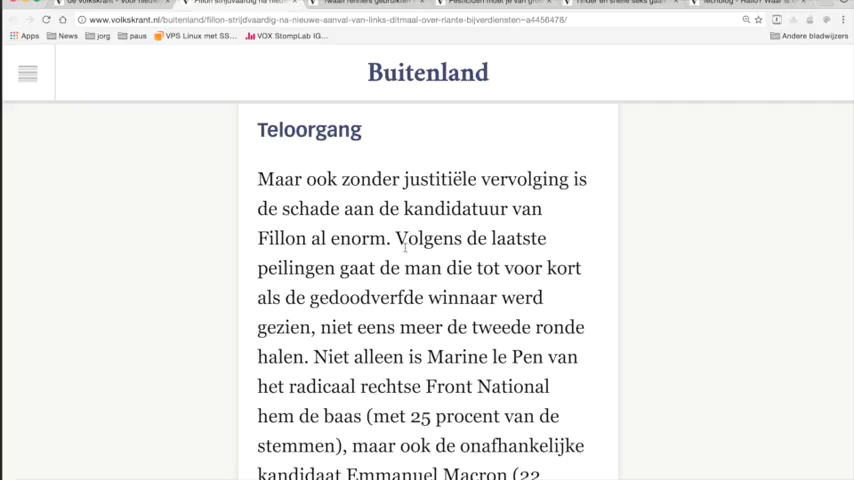 www.volkskrant.nl/buitenland/fillon-strijdvaardig-na-nieuwe-aanval-van-links-ditmaal-over-riante-bijverdiensten~a4456478/
Apps News jorg paus VPS Linux met SS… VOX StompLab IG… Andere bladwijzers
Buitenland
Teloorgang
Maar ook zonder justitiële vervolging is
de schade aan de kandidatuur van
Fillon al enorm. Volgens de laatste
peilingen gaat de man die tot voor kort
als de gedoodverfde winnaar werd
gezien, niet eens meer de tweede ronde
halen. Niet alleen is Marine le Pen van
het radicaal rechtse Front National
hem de baas (met 25 procent van de
stemmen), maar ook de onafhankelijke
kandidaat Emmanuel Macron (22